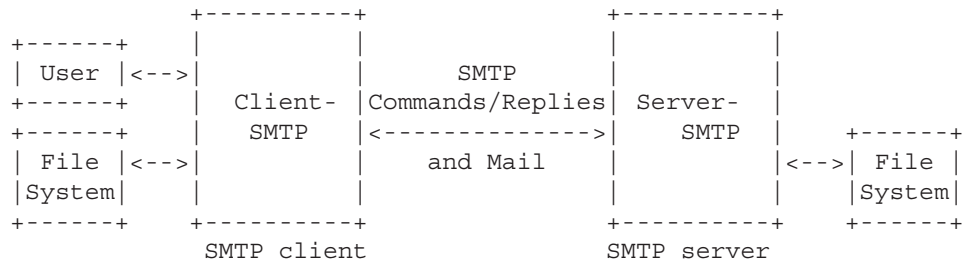 +----------+                +----------+
+------+      |          |                |          |
| User |<-->|          |      SMTP      |          |
+------+      |  Client- |Commands/Replies| Server-  |
+------+      |   SMTP   |<-------------->|    SMTP  |    +------+
| File |<-->|          |    and Mail    |          |<-->| File |
|System|      |          |                |          |    |System|
+------+      +----------+                +----------+    +------+
               SMTP client                SMTP server